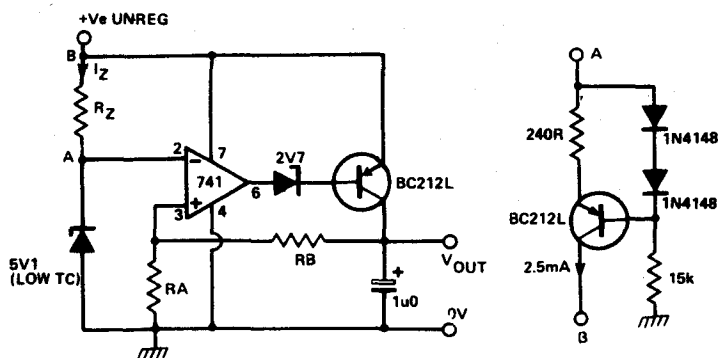 +Ve UNREG
B
IZ
RZ
A
2
7
741
3
4
6
2V7
BC212L
5V1
(LOW TC)
RA
RB
+
1u0
VOUT
0V
A
240R
1N4148
1N4148
BC212L
2.5mA
15k
B